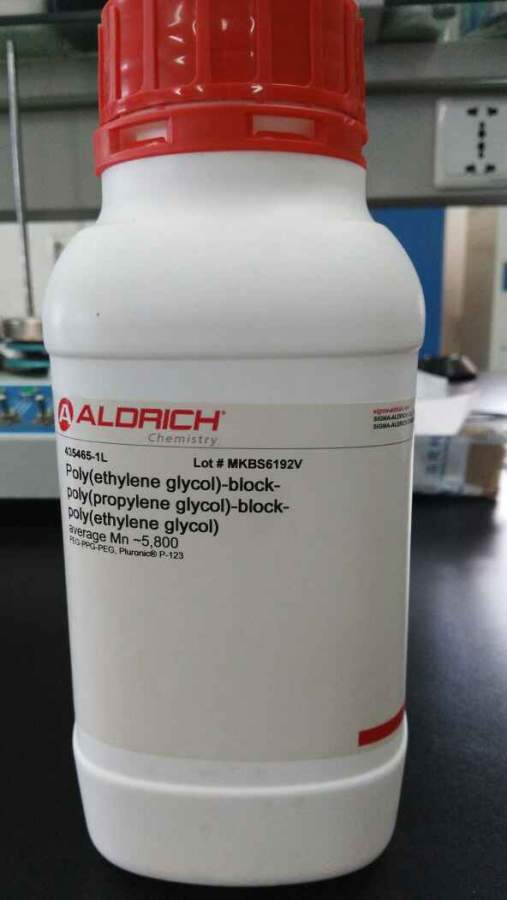 ALDRICH
Chemistry
435465-1L
Lot # MKBS6192V
Poly(ethylene glycol)-block-
poly(propylene glycol)-block-
poly(ethylene glycol)
average Mn ~5,800
PEG-PPG-PEG, Pluronic® P-123